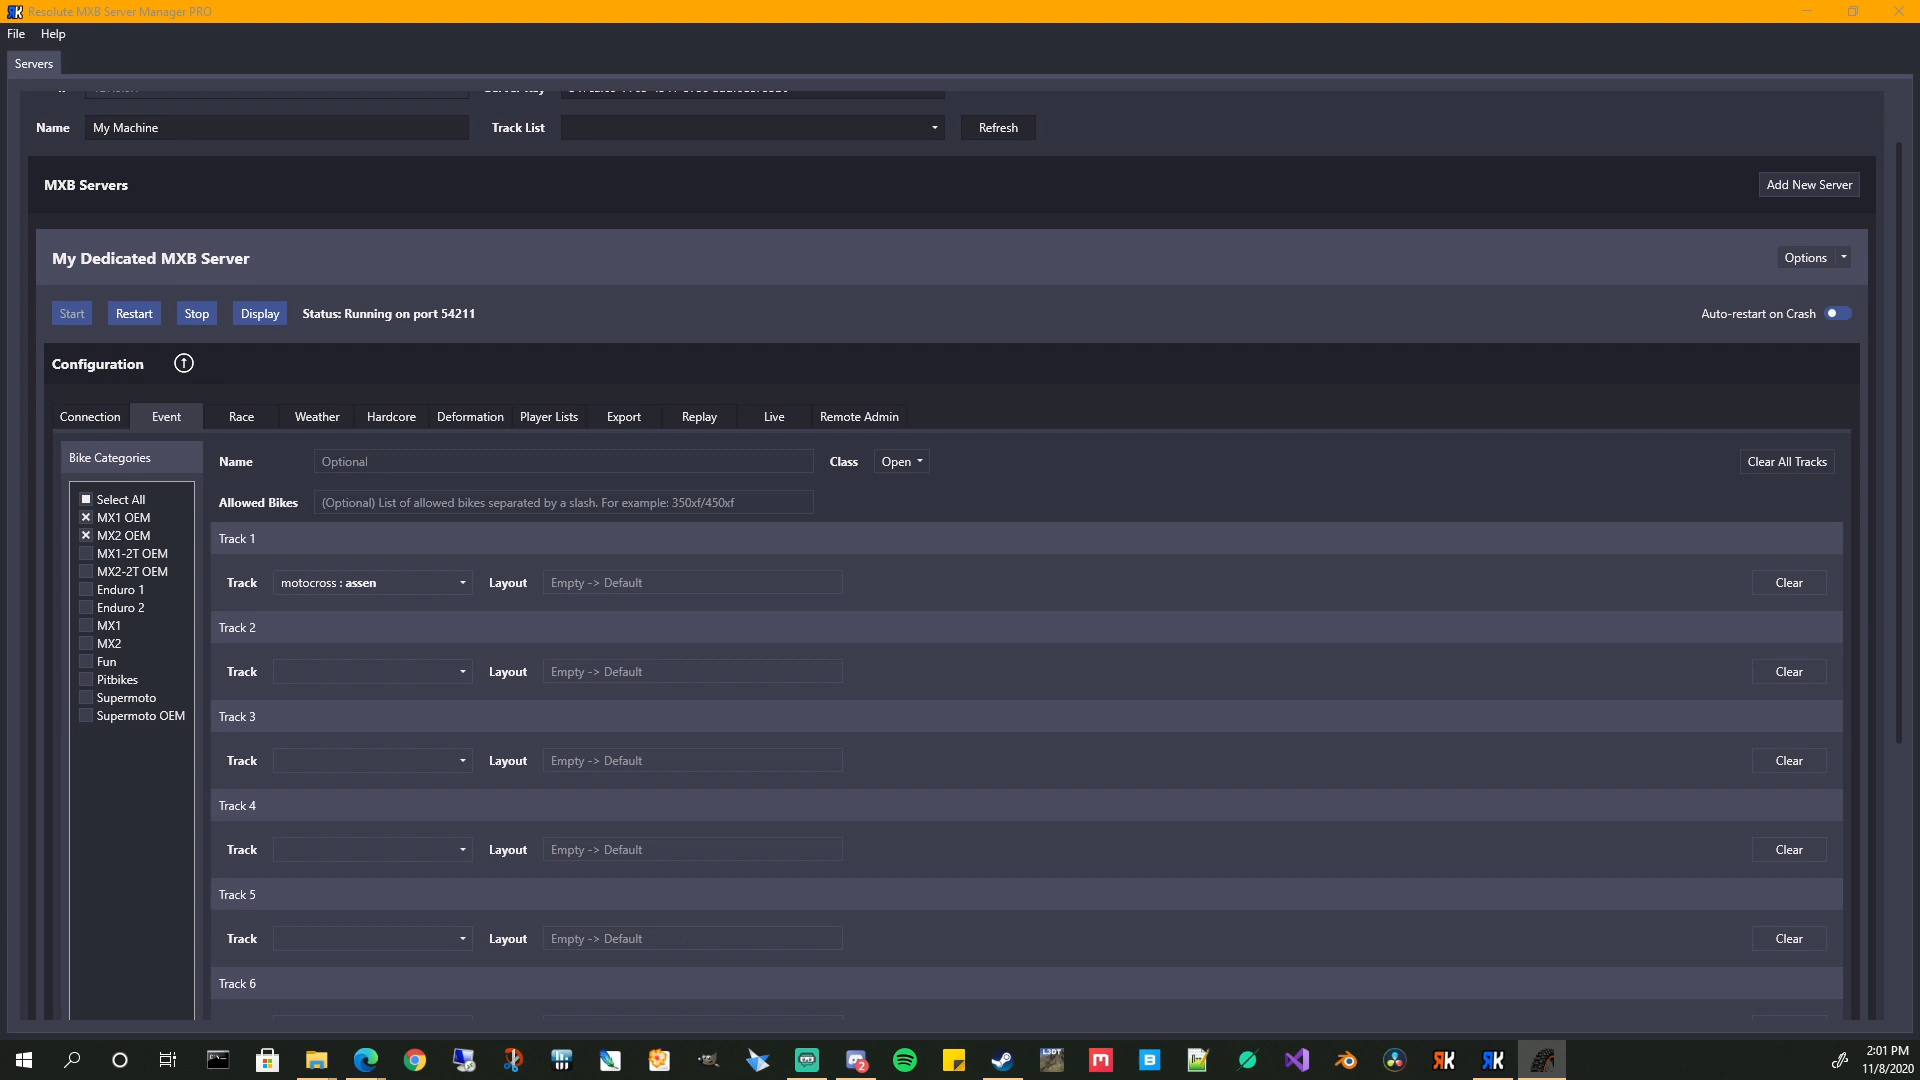 Resolute MXB Server Manager PRO
File Help
Servers
Name My Machine Track List Refresh
MXB Servers Add New Server
My Dedicated MXB Server Options
Start Restart Stop Display Status: Running on port 54211 Auto-restart on Crash
Configuration
Connection Event Race Weather Hardcore Deformation Player Lists Export Replay Live Remote Admin
Bike Categories
Select All
MX1 OEM
MX2 OEM
MX1-2T OEM
MX2-2T OEM
Enduro 1
Enduro 2
MX1
MX2
Fun
Pitbikes
Supermoto
Supermoto OEM
Name Optional Class Open Clear All Tracks
Allowed Bikes (Optional) List of allowed bikes separated by a slash. For example: 350xf/450xf
Track 1
Track motocross : assen Layout Empty -> Default Clear
Track 2
Track Layout Empty -> Default Clear
Track 3
Track Layout Empty -> Default Clear
Track 4
Track Layout Empty -> Default Clear
Track 5
Track Layout Empty -> Default Clear
Track 6
2:01 PM
11/8/2020